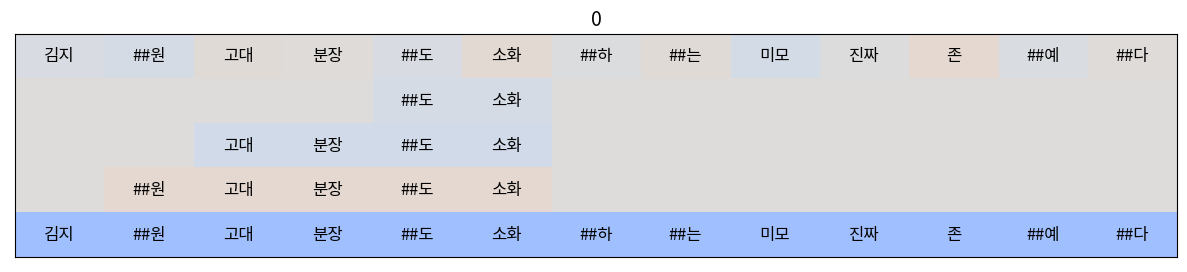 0
김지 ##원 고대 분장 ##도 소화 ##하 ##는 미모 진짜 존 ##예 ##다
##도 소화
고대 분장 ##도 소화
##원 고대 분장 ##도 소화
김지 ##원 고대 분장 ##도 소화 ##하 ##는 미모 진짜 존 ##예 ##다